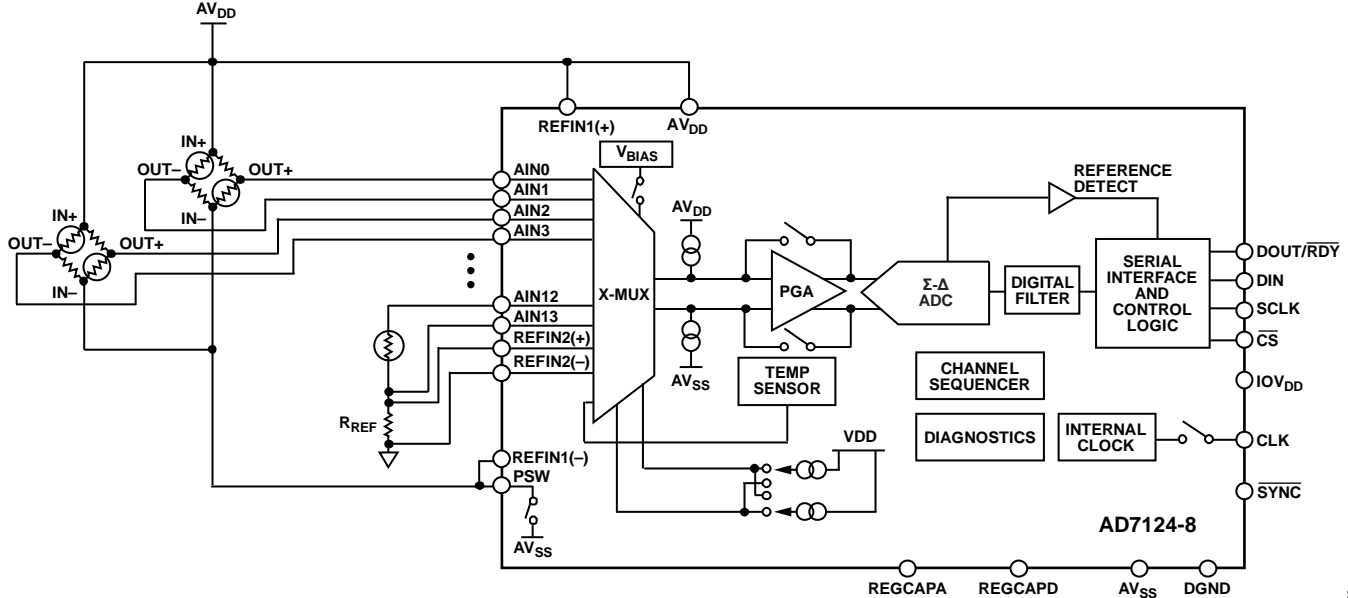 AVDD
REFIN1(+)
AVDD
IN+
OUT–
OUT+
IN–
IN+
OUT–
OUT+
IN–
AIN0
AIN1
AIN2
AIN3
AIN12
AIN13
REFIN2(+)
REFIN2(–)
RREF
REFIN1(–)
PSW
AVSS
VBIAS
X-MUX
AVDD
AVSS
PGA
TEMP
SENSOR
VDD
Σ-Δ
ADC
DIGITAL
FILTER
REFERENCE
DETECT
SERIAL
INTERFACE
AND
CONTROL
LOGIC
CHANNEL
SEQUENCER
DIAGNOSTICS
INTERNAL
CLOCK
DOUT/RDY
DIN
SCLK
CS
IOVDD
CLK
SYNC
AD7124-8
REGCAPA
REGCAPD
AVSS
DGND